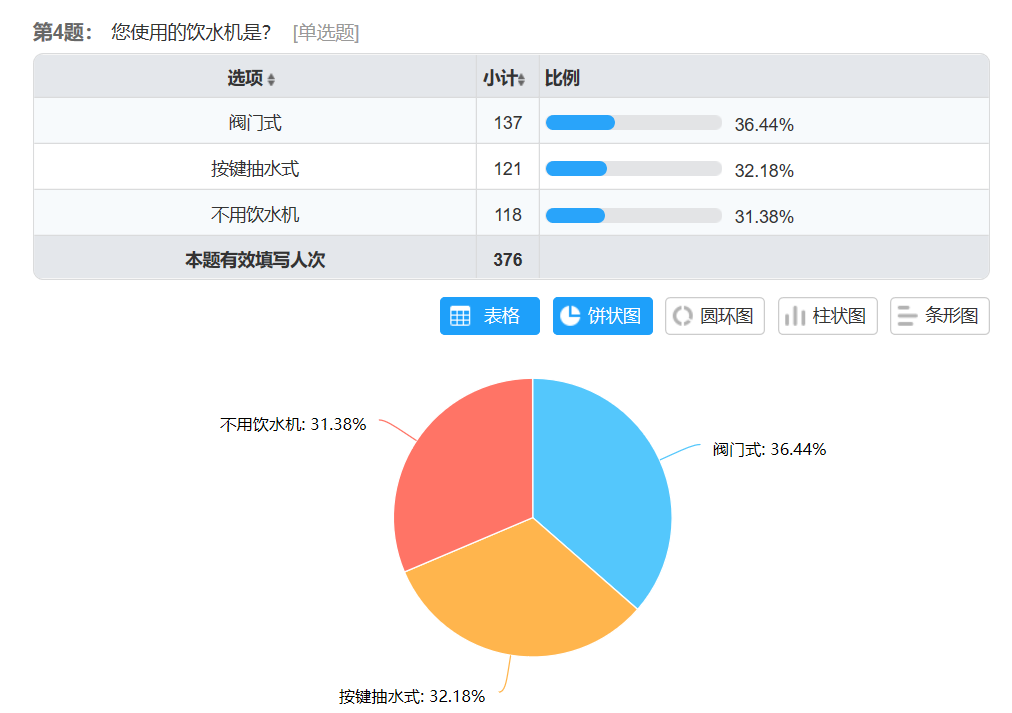 第4题： 您使用的饮水机是? [单选题]
选项 小计 比例
阀门式 137 36.44%
按键抽水式 121 32.18%
不用饮水机 118 31.38%
本题有效填写人次 376
表格 饼状图 圆环图 柱状图 条形图
不用饮水机: 31.38%
阀门式: 36.44%
按键抽水式: 32.18%